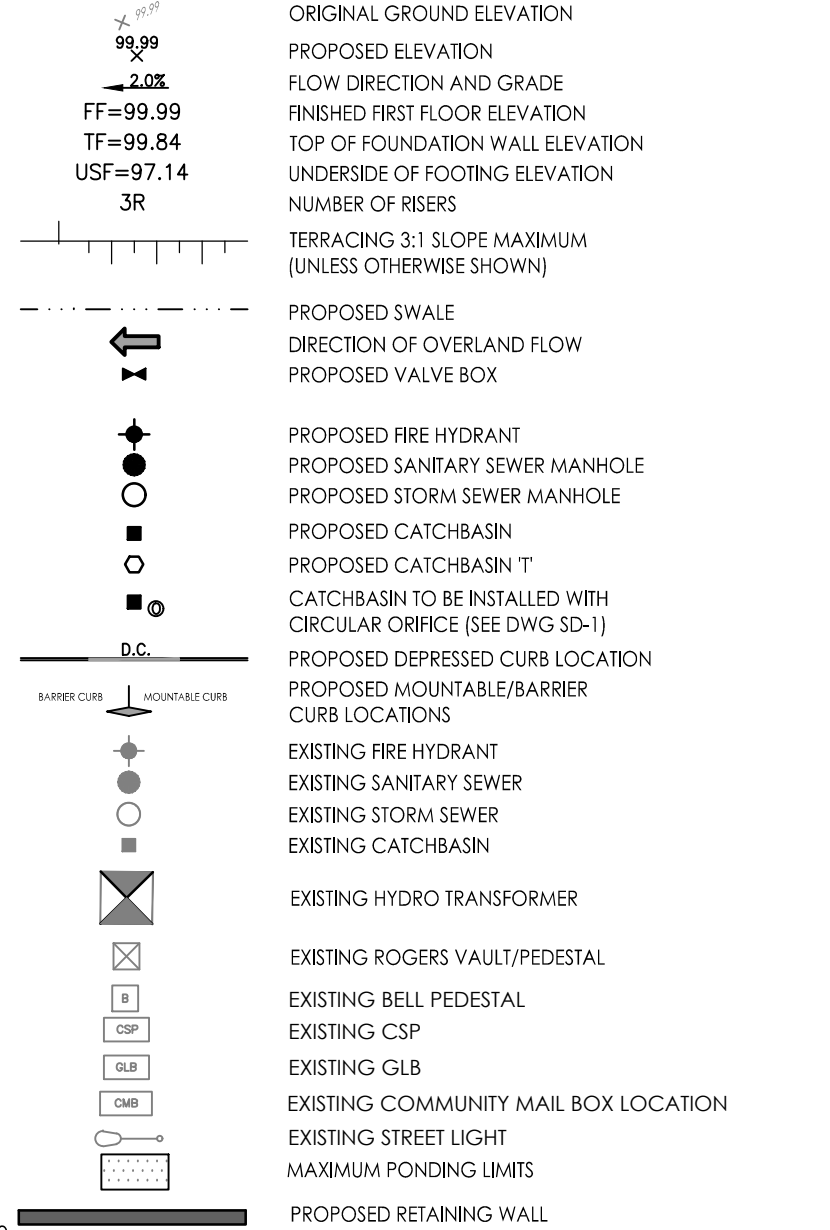 99.99 ORIGINAL GROUND ELEVATION
99.99 PROPOSED ELEVATION
2.0% FLOW DIRECTION AND GRADE
FF=99.99 FINISHED FIRST FLOOR ELEVATION
TF=99.84 TOP OF FOUNDATION WALL ELEVATION
USF=97.14 UNDERSIDE OF FOOTING ELEVATION
3R NUMBER OF RISERS
TERRACING 3:1 SLOPE MAXIMUM
(UNLESS OTHERWISE SHOWN)
PROPOSED SWALE
DIRECTION OF OVERLAND FLOW
PROPOSED VALVE BOX
PROPOSED FIRE HYDRANT
PROPOSED SANITARY SEWER MANHOLE
PROPOSED STORM SEWER MANHOLE
PROPOSED CATCHBASIN
PROPOSED CATCHBASIN 'T'
CATCHBASIN TO BE INSTALLED WITH
CIRCULAR ORIFICE (SEE DWG SD-1)
D.C. PROPOSED DEPRESSED CURB LOCATION
BARRIER CURB MOUNTABLE CURB PROPOSED MOUNTABLE/BARRIER
CURB LOCATIONS
EXISTING FIRE HYDRANT
EXISTING SANITARY SEWER
EXISTING STORM SEWER
EXISTING CATCHBASIN
EXISTING HYDRO TRANSFORMER
EXISTING ROGERS VAULT/PEDESTAL
B EXISTING BELL PEDESTAL
CSP EXISTING CSP
GLB EXISTING GLB
CMB EXISTING COMMUNITY MAIL BOX LOCATION
EXISTING STREET LIGHT
MAXIMUM PONDING LIMITS
PROPOSED RETAINING WALL